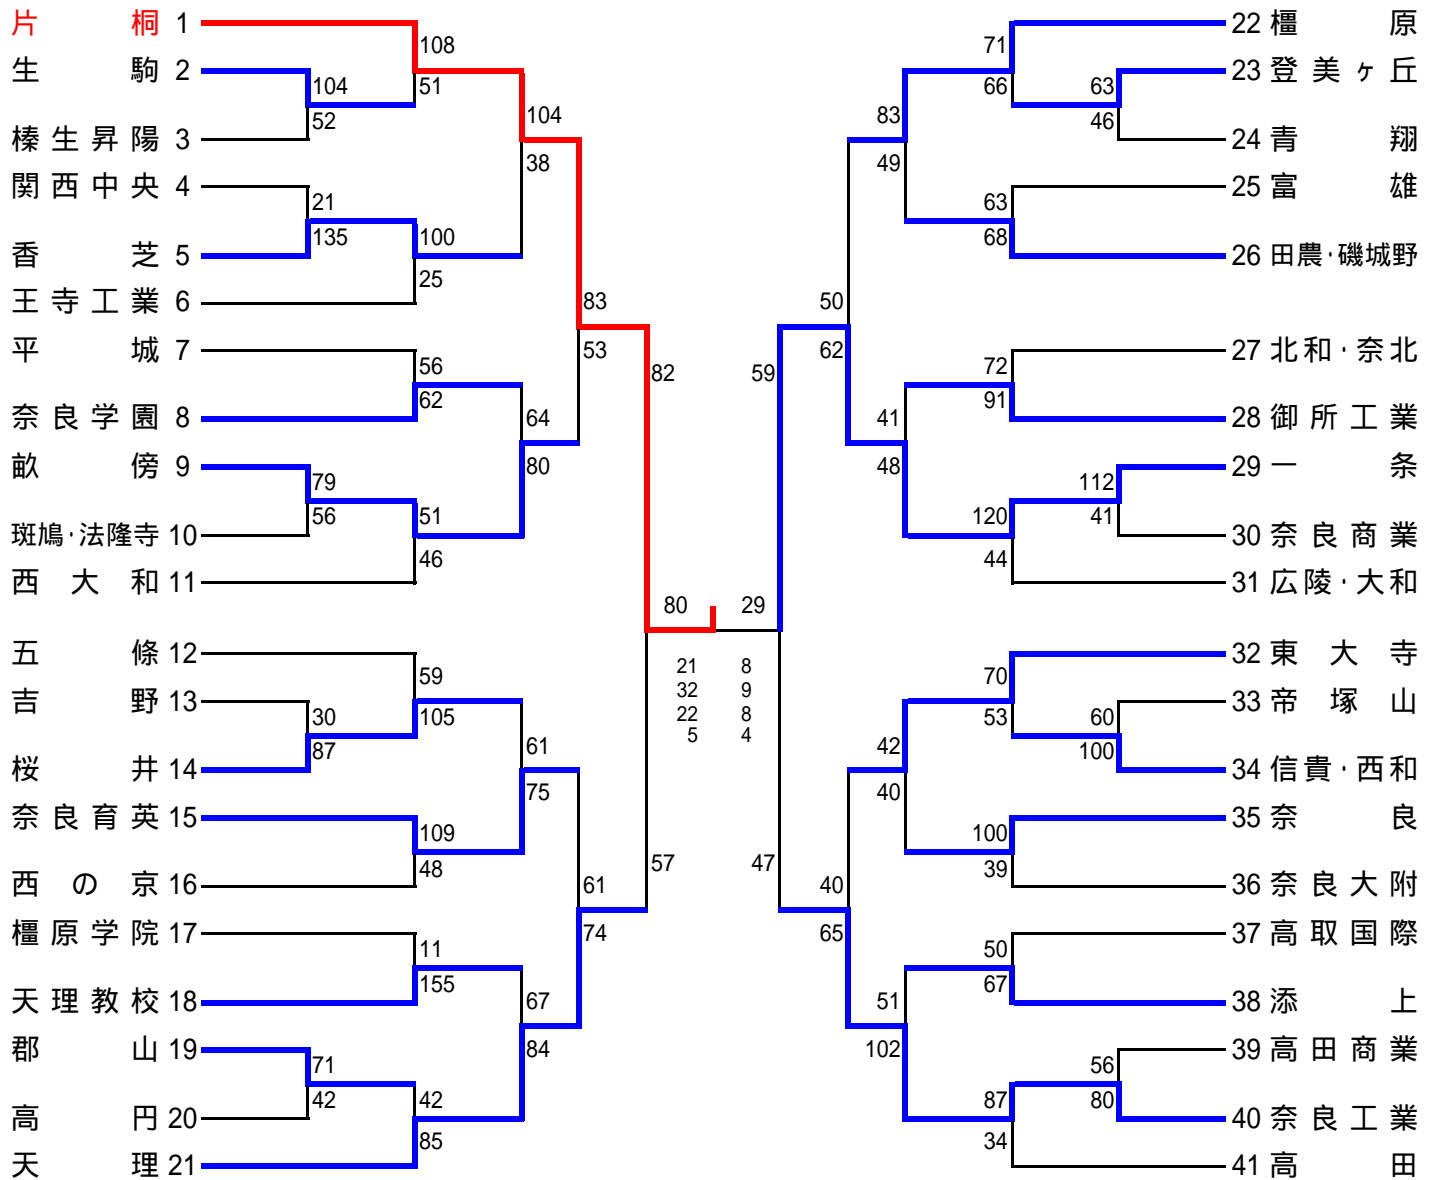 片桐 1
生駒 2
榛生昇陽 3
関西中央 4
香芝 5
王寺工業 6
平城 7
奈良学園 8
畝傍 9
斑鳩･法隆寺 10
西大和 11
五條 12
吉野 13
桜井 14
奈良育英 15
西の京 16
橿原学院 17
天理教校 18
郡山 19
高円 20
天理 21
104
52
21
135
79
56
30
87
71
42
108
51
100
25
56
62
51
46
59
105
109
48
11
155
42
85
104
38
64
80
61
75
67
84
83
53
61
74
82
57
80 29
21 8
32 9
22 8
5 4
59
47
50
62
40
65
83
49
41
48
42
40
51
102
71
66
63
68
72
91
120
44
70
53
100
39
50
67
87
34
63
46
112
41
60
100
56
80
22 橿原
23 登美ヶ丘
24 青翔
25 富雄
26 田農･磯城野
27 北和･奈北
28 御所工業
29 一条
30 奈良商業
31 広陵･大和
32 東大寺
33 帝塚山
34 信貴･西和
35 奈良
36 奈良大附
37 高取国際
38 添上
39 高田商業
40 奈良工業
41 高田